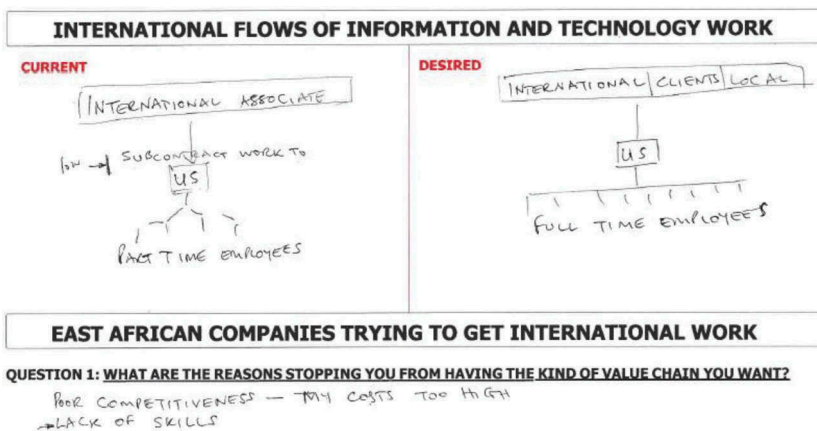 INTERNATIONAL FLOWS OF INFORMATION AND TECHNOLOGY WORK
CURRENT
INTERNATIONAL ASSOCIATE
SUBCONTRACT WORK TO
US
PART TIME EMPLOYEES
DESIRED
INTERNATIONAL CLIENTS LOCAL
US
FULL TIME EMPLOYEES
EAST AFRICAN COMPANIES TRYING TO GET INTERNATIONAL WORK
QUESTION 1: WHAT ARE THE REASONS STOPPING YOU FROM HAVING THE KIND OF VALUE CHAIN YOU WANT?
POOR COMPETITIVENESS — MY COSTS TOO HIGH
→LACK OF SKILLS